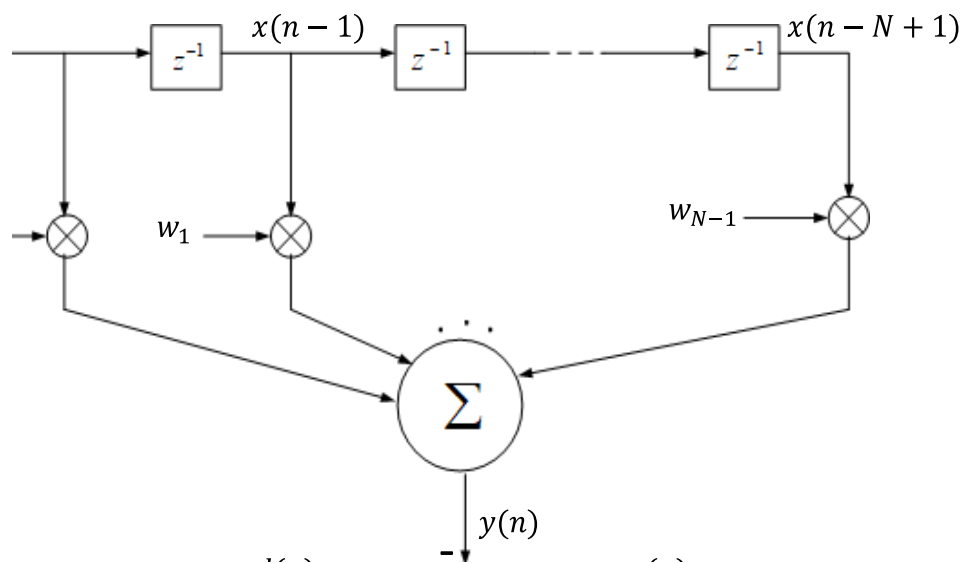 x(n − 1)
x(n − N + 1)
z⁻¹
z⁻¹
z⁻¹
w₁
w_{N−1}
. . .
Σ
y(n)
-